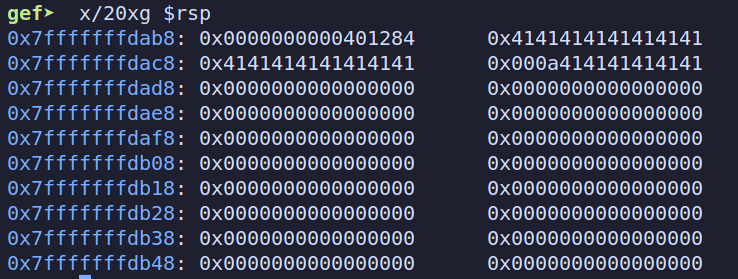 gef➤  x/20xg $rsp
0x7fffffffdab8: 0x0000000000401284 0x4141414141414141
0x7fffffffdac8: 0x4141414141414141 0x000a414141414141
0x7fffffffdad8: 0x0000000000000000 0x0000000000000000
0x7fffffffdae8: 0x0000000000000000 0x0000000000000000
0x7fffffffdaf8: 0x0000000000000000 0x0000000000000000
0x7fffffffdb08: 0x0000000000000000 0x0000000000000000
0x7fffffffdb18: 0x0000000000000000 0x0000000000000000
0x7fffffffdb28: 0x0000000000000000 0x0000000000000000
0x7fffffffdb38: 0x0000000000000000 0x0000000000000000
0x7fffffffdb48: 0x0000000000000000 0x0000000000000000